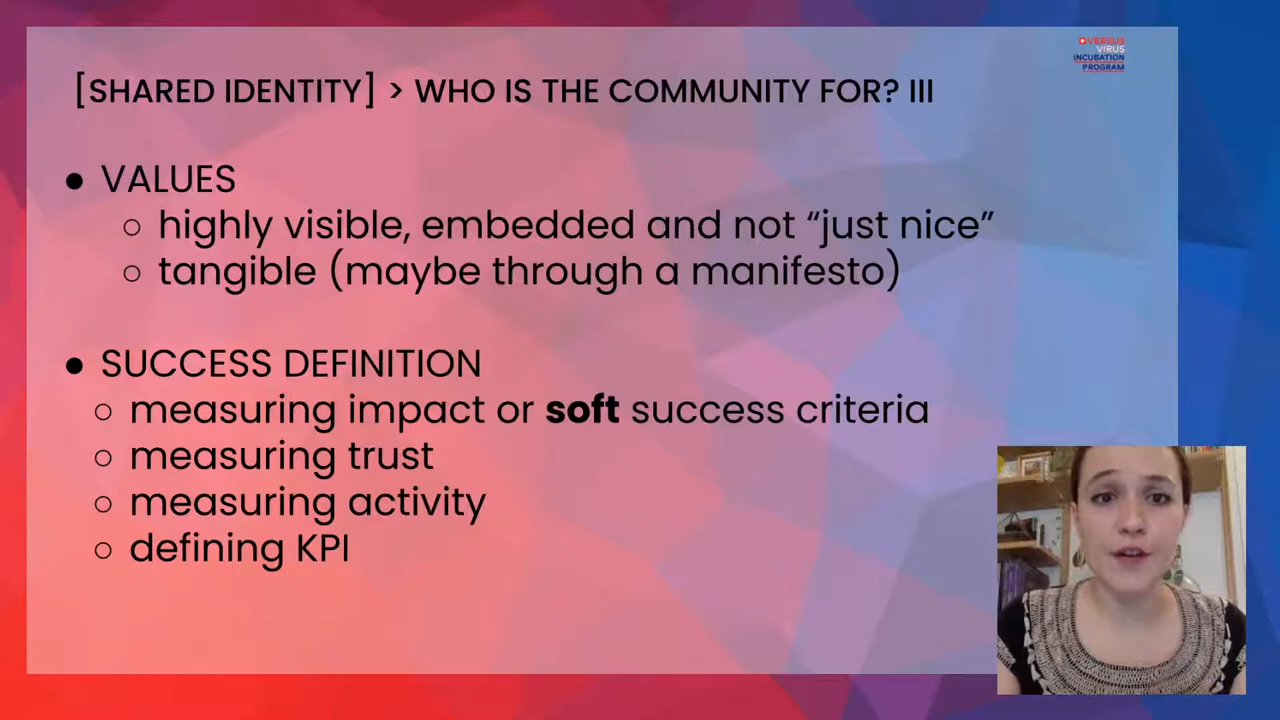 VERSUS
VIRUS
INCUBATION
PROGRAM
[SHARED IDENTITY] > WHO IS THE COMMUNITY FOR? III
● VALUES
○ highly visible, embedded and not “just nice”
○ tangible (maybe through a manifesto)
● SUCCESS DEFINITION
○ measuring impact or soft success criteria
○ measuring trust
○ measuring activity
○ defining KPI